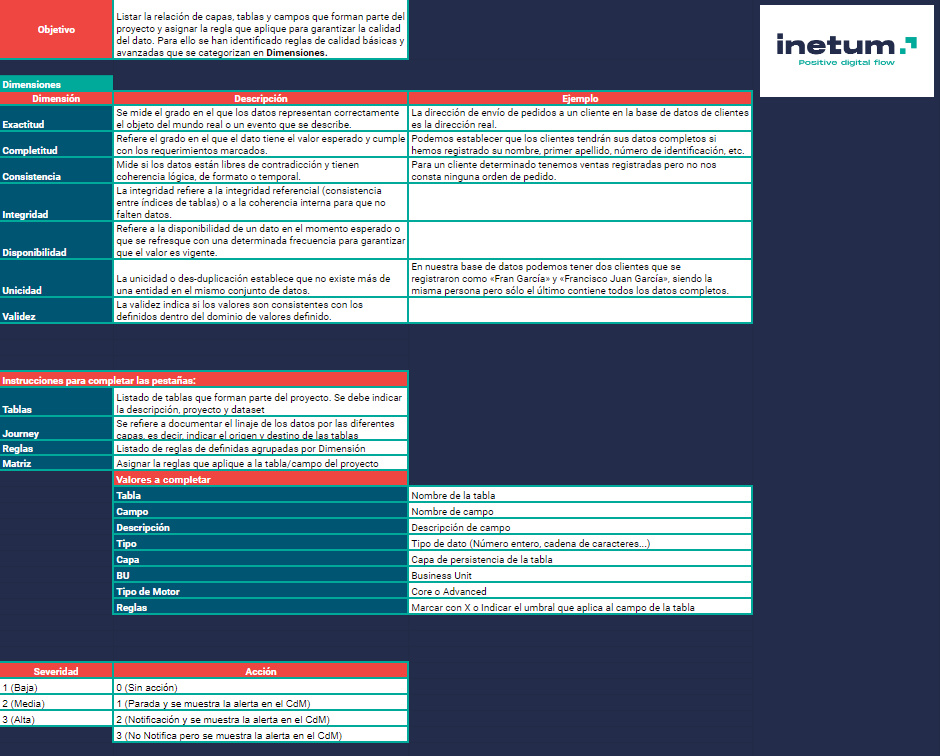 Objetivo
Listar la relación de capas, tablas y campos que forman parte del
proyecto y asignar la regla que aplique para garantizar la calidad
del dato. Para ello se han identificado reglas de calidad básicas y
avanzadas que se categorizan en Dimensiones.
inetum.
Positive digital flow
Dimensiones
Dimensión
Descripción
Ejemplo
Exactitud
Se mide el grado en el que los datos representan correctamente
el objeto del mundo real o un evento que se describe.
La dirección de envío de pedidos a un cliente en la base de datos de clientes
es la dirección real.
Completitud
Refiere el grado en el que el dato tiene el valor esperado y cumple
con los requerimientos marcados.
Podemos establecer que los clientes tendrán sus datos completos si
hemos registrado su nombre, primer apellido, número de identificación, etc.
Consistencia
Mide si los datos están libres de contradicción y tienen
coherencia lógica, de formato o temporal.
Para un cliente determinado tenemos ventas registradas pero no nos
consta ninguna orden de pedido.
Integridad
La integridad refiere a la integridad referencial (consistencia
entre índices de tablas) o a la coherencia interna para que no
falten datos.
Disponibilidad
Refiere a la disponibilidad de un dato en el momento esperado o
que se refresque con una determinada frecuencia para garantizar
que el valor es vigente.
Unicidad
La unicidad o des-duplicación establece que no existe más de
una entidad en el mismo conjunto de datos.
En nuestra base de datos podemos tener dos clientes que se
registraron como «Fran García» y «Francisco Juan García», siendo la
misma persona pero sólo el último contiene todos los datos completos.
Validez
La validez indica si los valores son consistentes con los
definidos dentro del dominio de valores definido.
Instrucciones para completar las pestañas:
Tablas
Listado de tablas que forman parte del proyecto. Se debe indicar
la descripción, proyecto y dataset
Journey
Se refiere a documentar el linaje de los datos por las diferentes
capas, es decir, indicar el origen y destino de las tablas
Reglas
Listado de reglas de definidas agrupadas por Dimensión
Matriz
Asignar la reglas que aplique a la tabla/campo del proyecto
Valores a completar
Tabla
Nombre de la tabla
Campo
Nombre de campo
Descripción
Descripción de campo
Tipo
Tipo de dato (Número entero, cadena de caracteres...)
Capa
Capa de persistencia de la tabla
BU
Business Unit
Tipo de Motor
Core o Advanced
Reglas
Marcar con X o Indicar el umbral que aplica al campo de la tabla
Severidad
Acción
1 (Baja)
0 (Sin acción)
2 (Media)
1 (Parada y se muestra la alerta en el CdM)
3 (Alta)
2 (Notificación y se muestra la alerta en el CdM)
3 (No Notifica pero se muestra la alerta en el CdM)